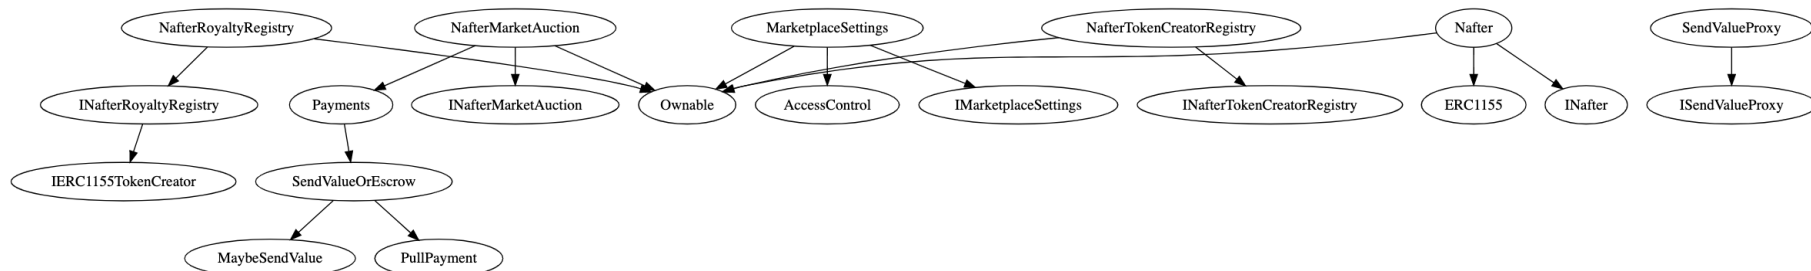 NafterRoyaltyRegistry
NafterMarketAuction
MarketplaceSettings
NafterTokenCreatorRegistry
Nafter
SendValueProxy
INafterRoyaltyRegistry
Payments
INafterMarketAuction
Ownable
AccessControl
IMarketplaceSettings
INafterTokenCreatorRegistry
ERC1155
INafter
ISendValueProxy
IERC1155TokenCreator
SendValueOrEscrow
MaybeSendValue
PullPayment